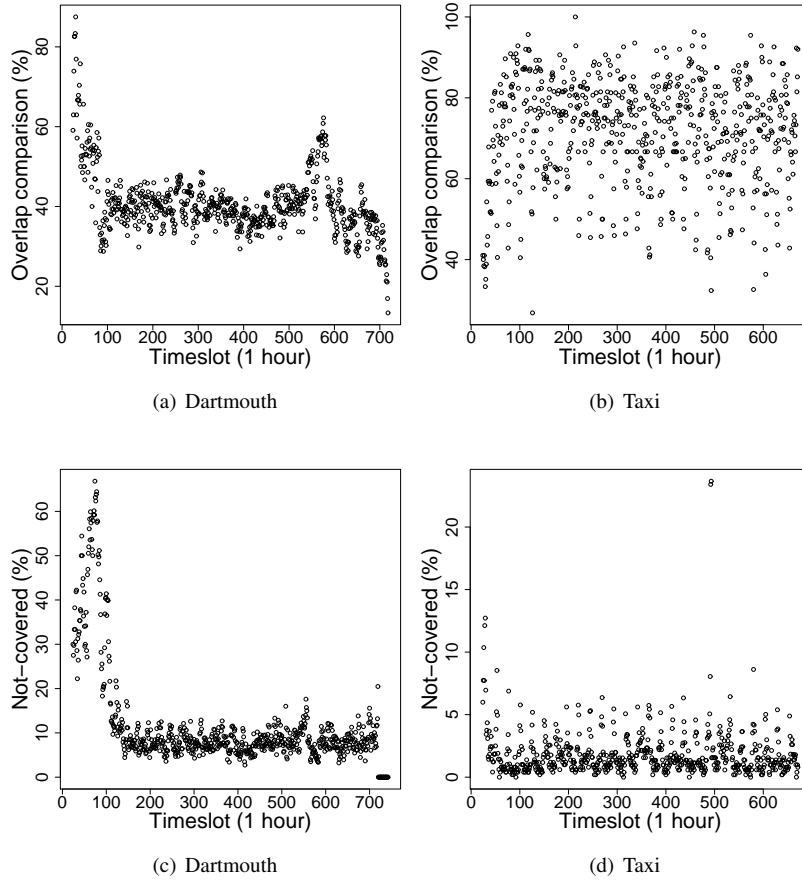 Overlap comparison (%)
80
60
40
20
0 100 200 300 400 500 600 700
Timeslot (1 hour)
(a) Dartmouth
Overlap comparison (%)
100
80
60
40
0 100 200 300 400 500 600
Timeslot (1 hour)
(b) Taxi
Not−covered (%)
60
50
40
30
20
10
0
0 100 200 300 400 500 600 700
Timeslot (1 hour)
(c) Dartmouth
Not−covered (%)
20
15
10
5
0
0 100 200 300 400 500 600
Timeslot (1 hour)
(d) Taxi